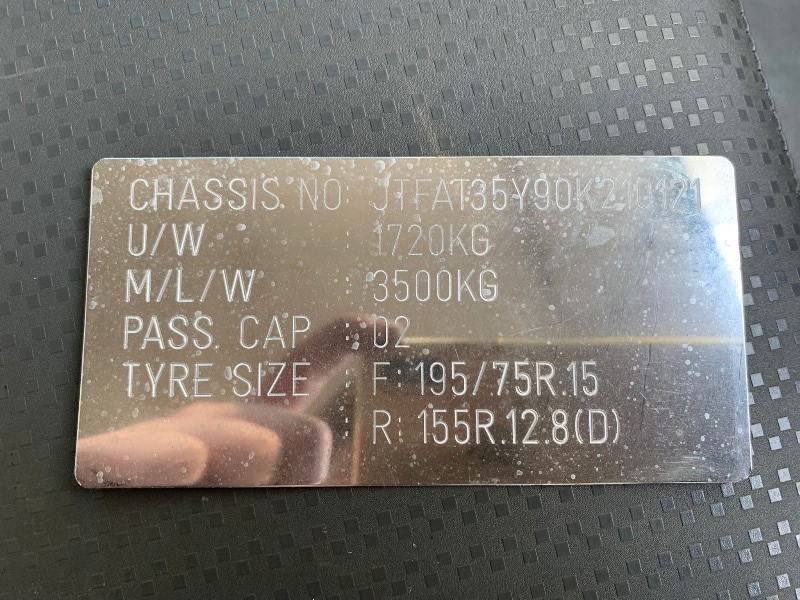 CHASSIS NO : JTFAT35Y90K210121
U/W : 1720KG
M/L/W : 3500KG
PASS. CAP : 02
TYRE SIZE : F: 195/75R.15
: R: 155R.12.8(D)